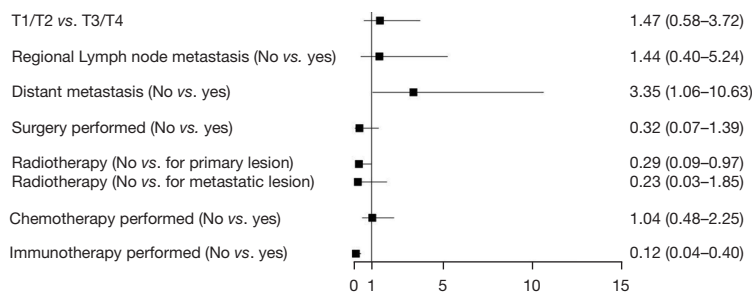 T1/T2 vs. T3/T4 1.47 (0.58–3.72)
Regional Lymph node metastasis (No vs. yes) 1.44 (0.40–5.24)
Distant metastasis (No vs. yes) 3.35 (1.06–10.63)
Surgery performed (No vs. yes) 0.32 (0.07–1.39)
Radiotherapy (No vs. for primary lesion) 0.29 (0.09–0.97)
Radiotherapy (No vs. for metastatic lesion) 0.23 (0.03–1.85)
Chemotherapy performed (No vs. yes) 1.04 (0.48–2.25)
Immunotherapy performed (No vs. yes) 0.12 (0.04–0.40)
0 1 5 10 15